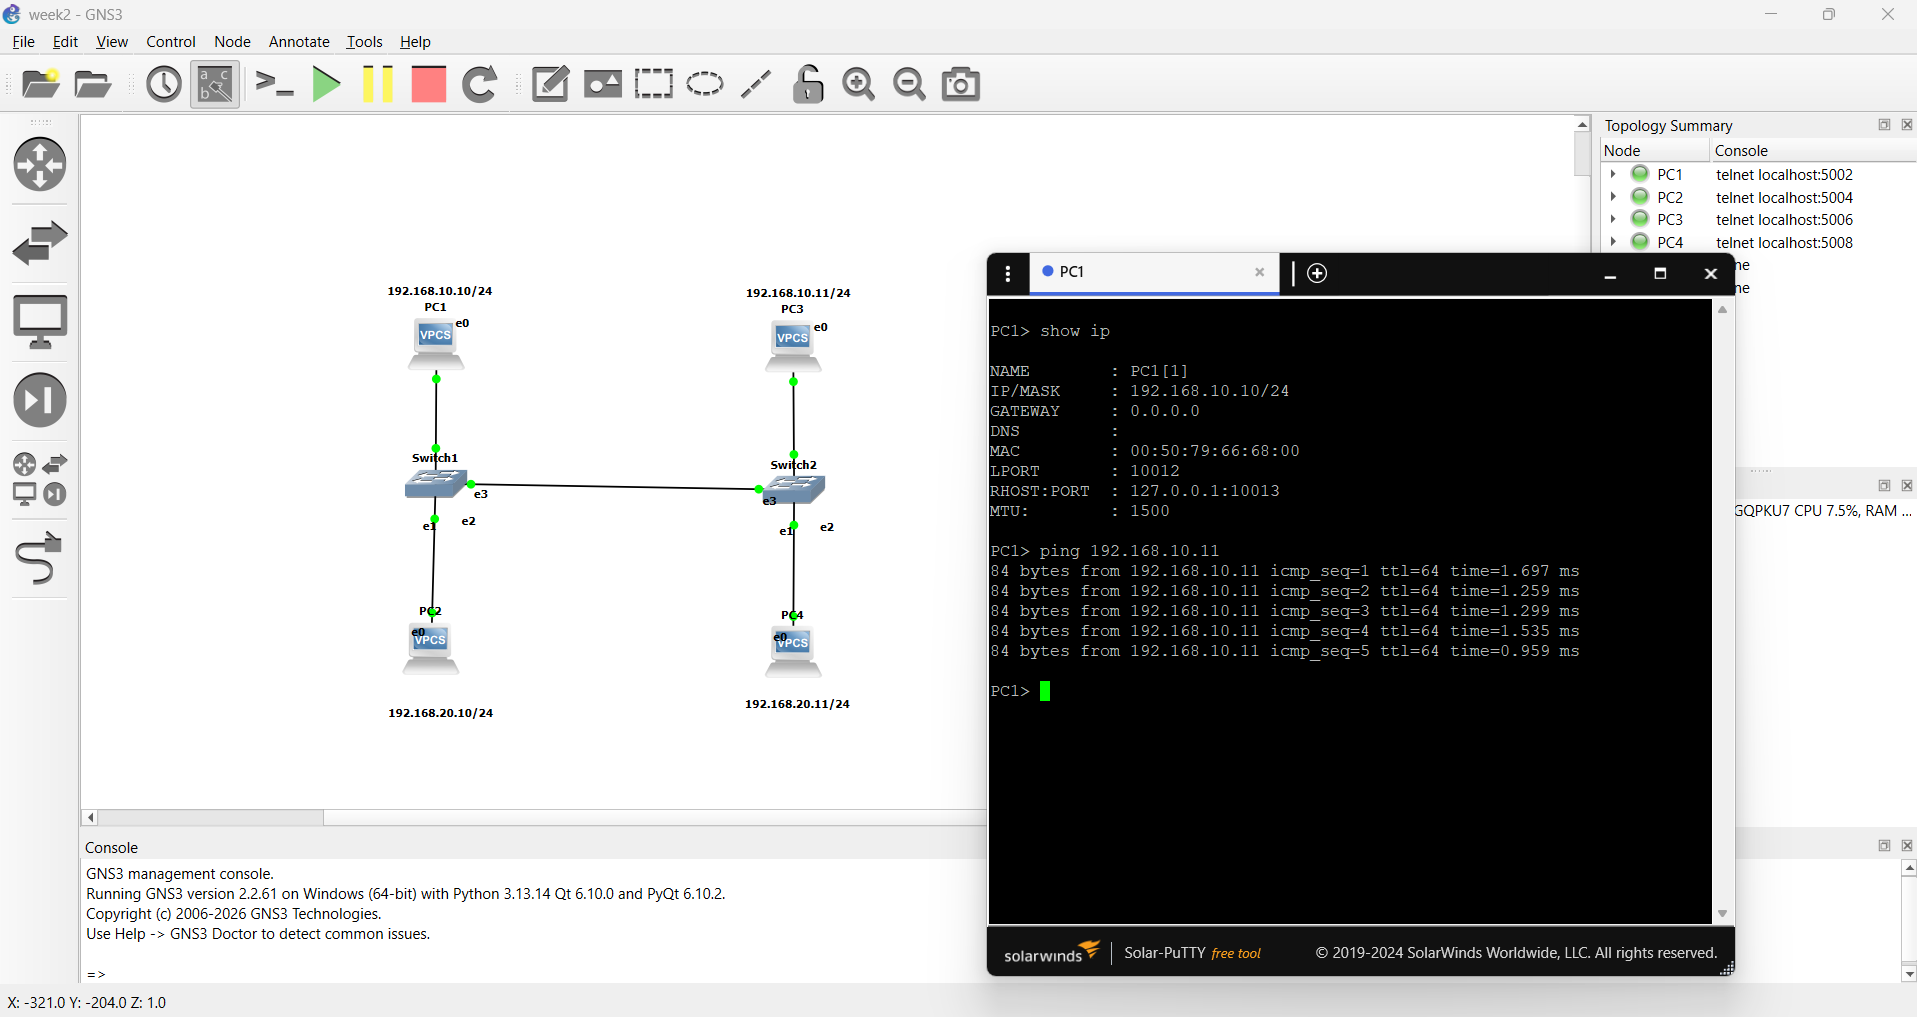 week2 - GNS3
File Edit View Control Node Annotate Tools Help
Topology Summary
Node Console
PC1 telnet localhost:5002
PC2 telnet localhost:5004
PC3 telnet localhost:5006
PC4 telnet localhost:5008
ne
ne
192.168.10.10/24
PC1
e0
VPCS
192.168.10.11/24
PC3
e0
VPCS
Switch1
e3
e1
e2
Switch2
e3
e1
e2
PC2
e0
VPCS
192.168.20.10/24
PC4
e0
VPCS
192.168.20.11/24
PC1
PC1> show ip
NAME : PC1[1]
IP/MASK : 192.168.10.10/24
GATEWAY : 0.0.0.0
DNS :
MAC : 00:50:79:66:68:00
LPORT : 10012
RHOST:PORT : 127.0.0.1:10013
MTU: : 1500
PC1> ping 192.168.10.11
84 bytes from 192.168.10.11 icmp_seq=1 ttl=64 time=1.697 ms
84 bytes from 192.168.10.11 icmp_seq=2 ttl=64 time=1.259 ms
84 bytes from 192.168.10.11 icmp_seq=3 ttl=64 time=1.299 ms
84 bytes from 192.168.10.11 icmp_seq=4 ttl=64 time=1.535 ms
84 bytes from 192.168.10.11 icmp_seq=5 ttl=64 time=0.959 ms
PC1>
solarwinds Solar-PuTTY free tool © 2019-2024 SolarWinds Worldwide, LLC. All rights reserved.
GQPKU7 CPU 7.5%, RAM ...
Console
GNS3 management console.
Running GNS3 version 2.2.61 on Windows (64-bit) with Python 3.13.14 Qt 6.10.0 and PyQt 6.10.2.
Copyright (c) 2006-2026 GNS3 Technologies.
Use Help -> GNS3 Doctor to detect common issues.
=>
X: -321.0 Y: -204.0 Z: 1.0